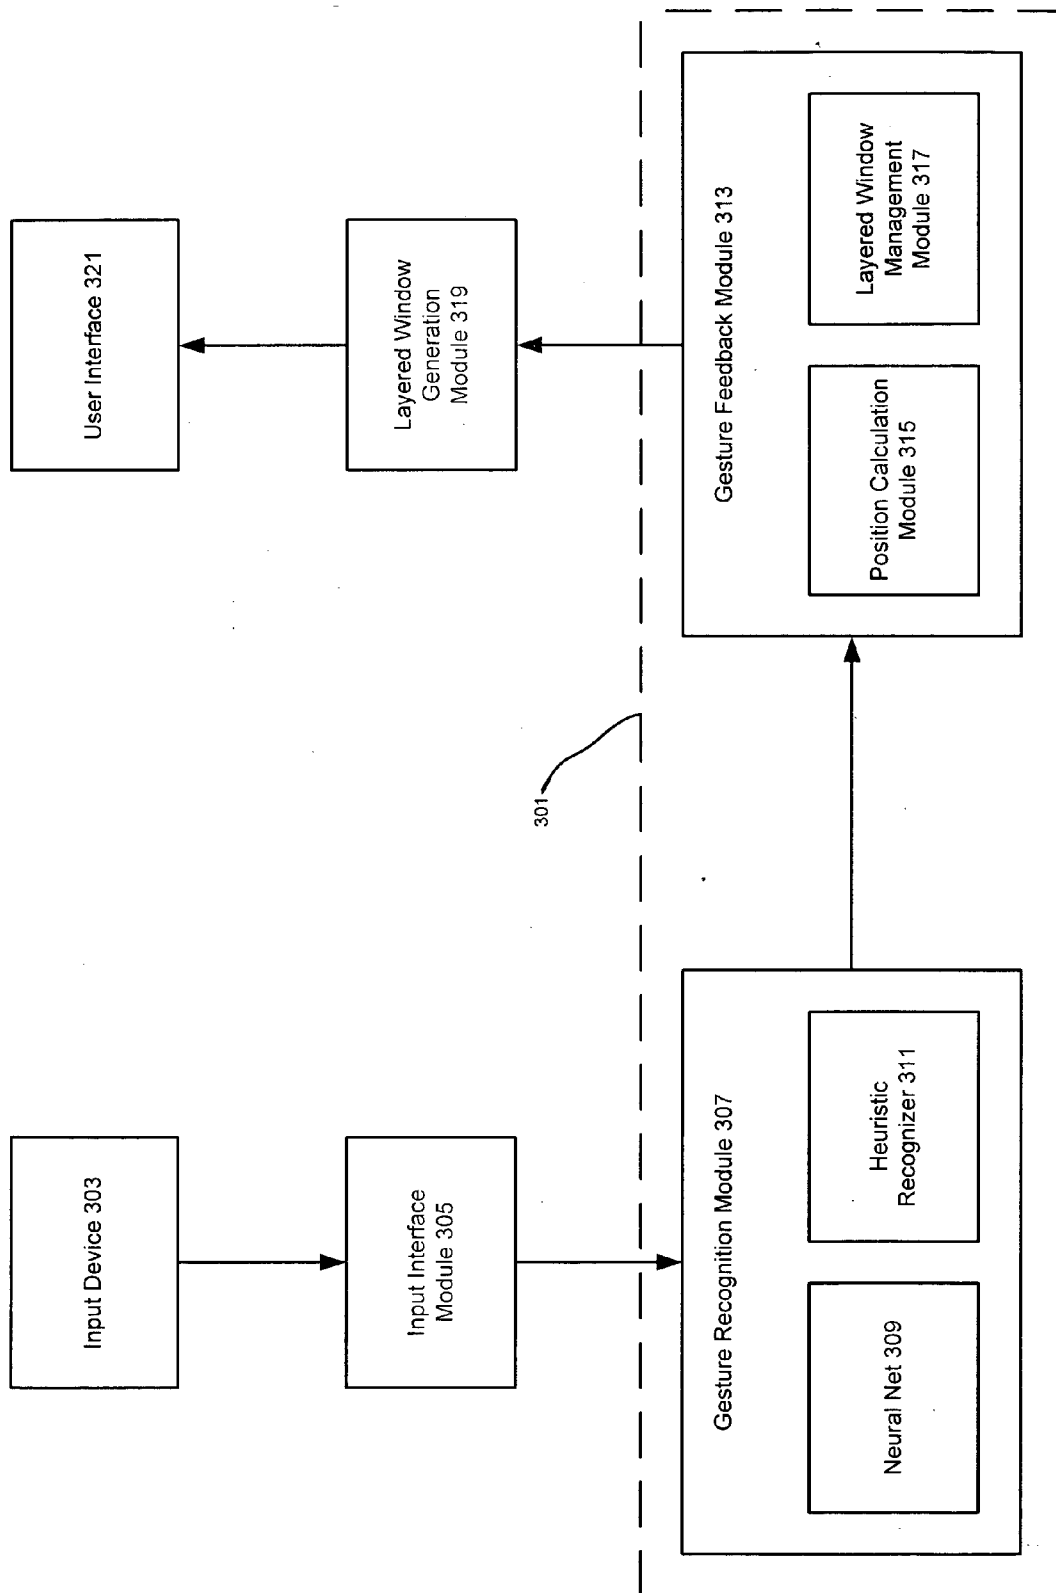 Input Device 303
Input Interface
Module 305
Gesture Recognition Module 307
Neural Net 309
Heuristic
Recognizer 311
301
User Interface 321
Layered Window
Generation
Module 319
Gesture Feedback Module 313
Position Calculation
Module 315
Layered Window
Management
Module 317